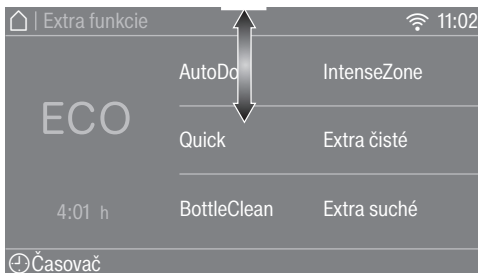 | Extra funkcie 11:02
AutoDo IntenseZone
ECO
Quick Extra čisté
4:01 h BottleClean Extra suché
Časovač